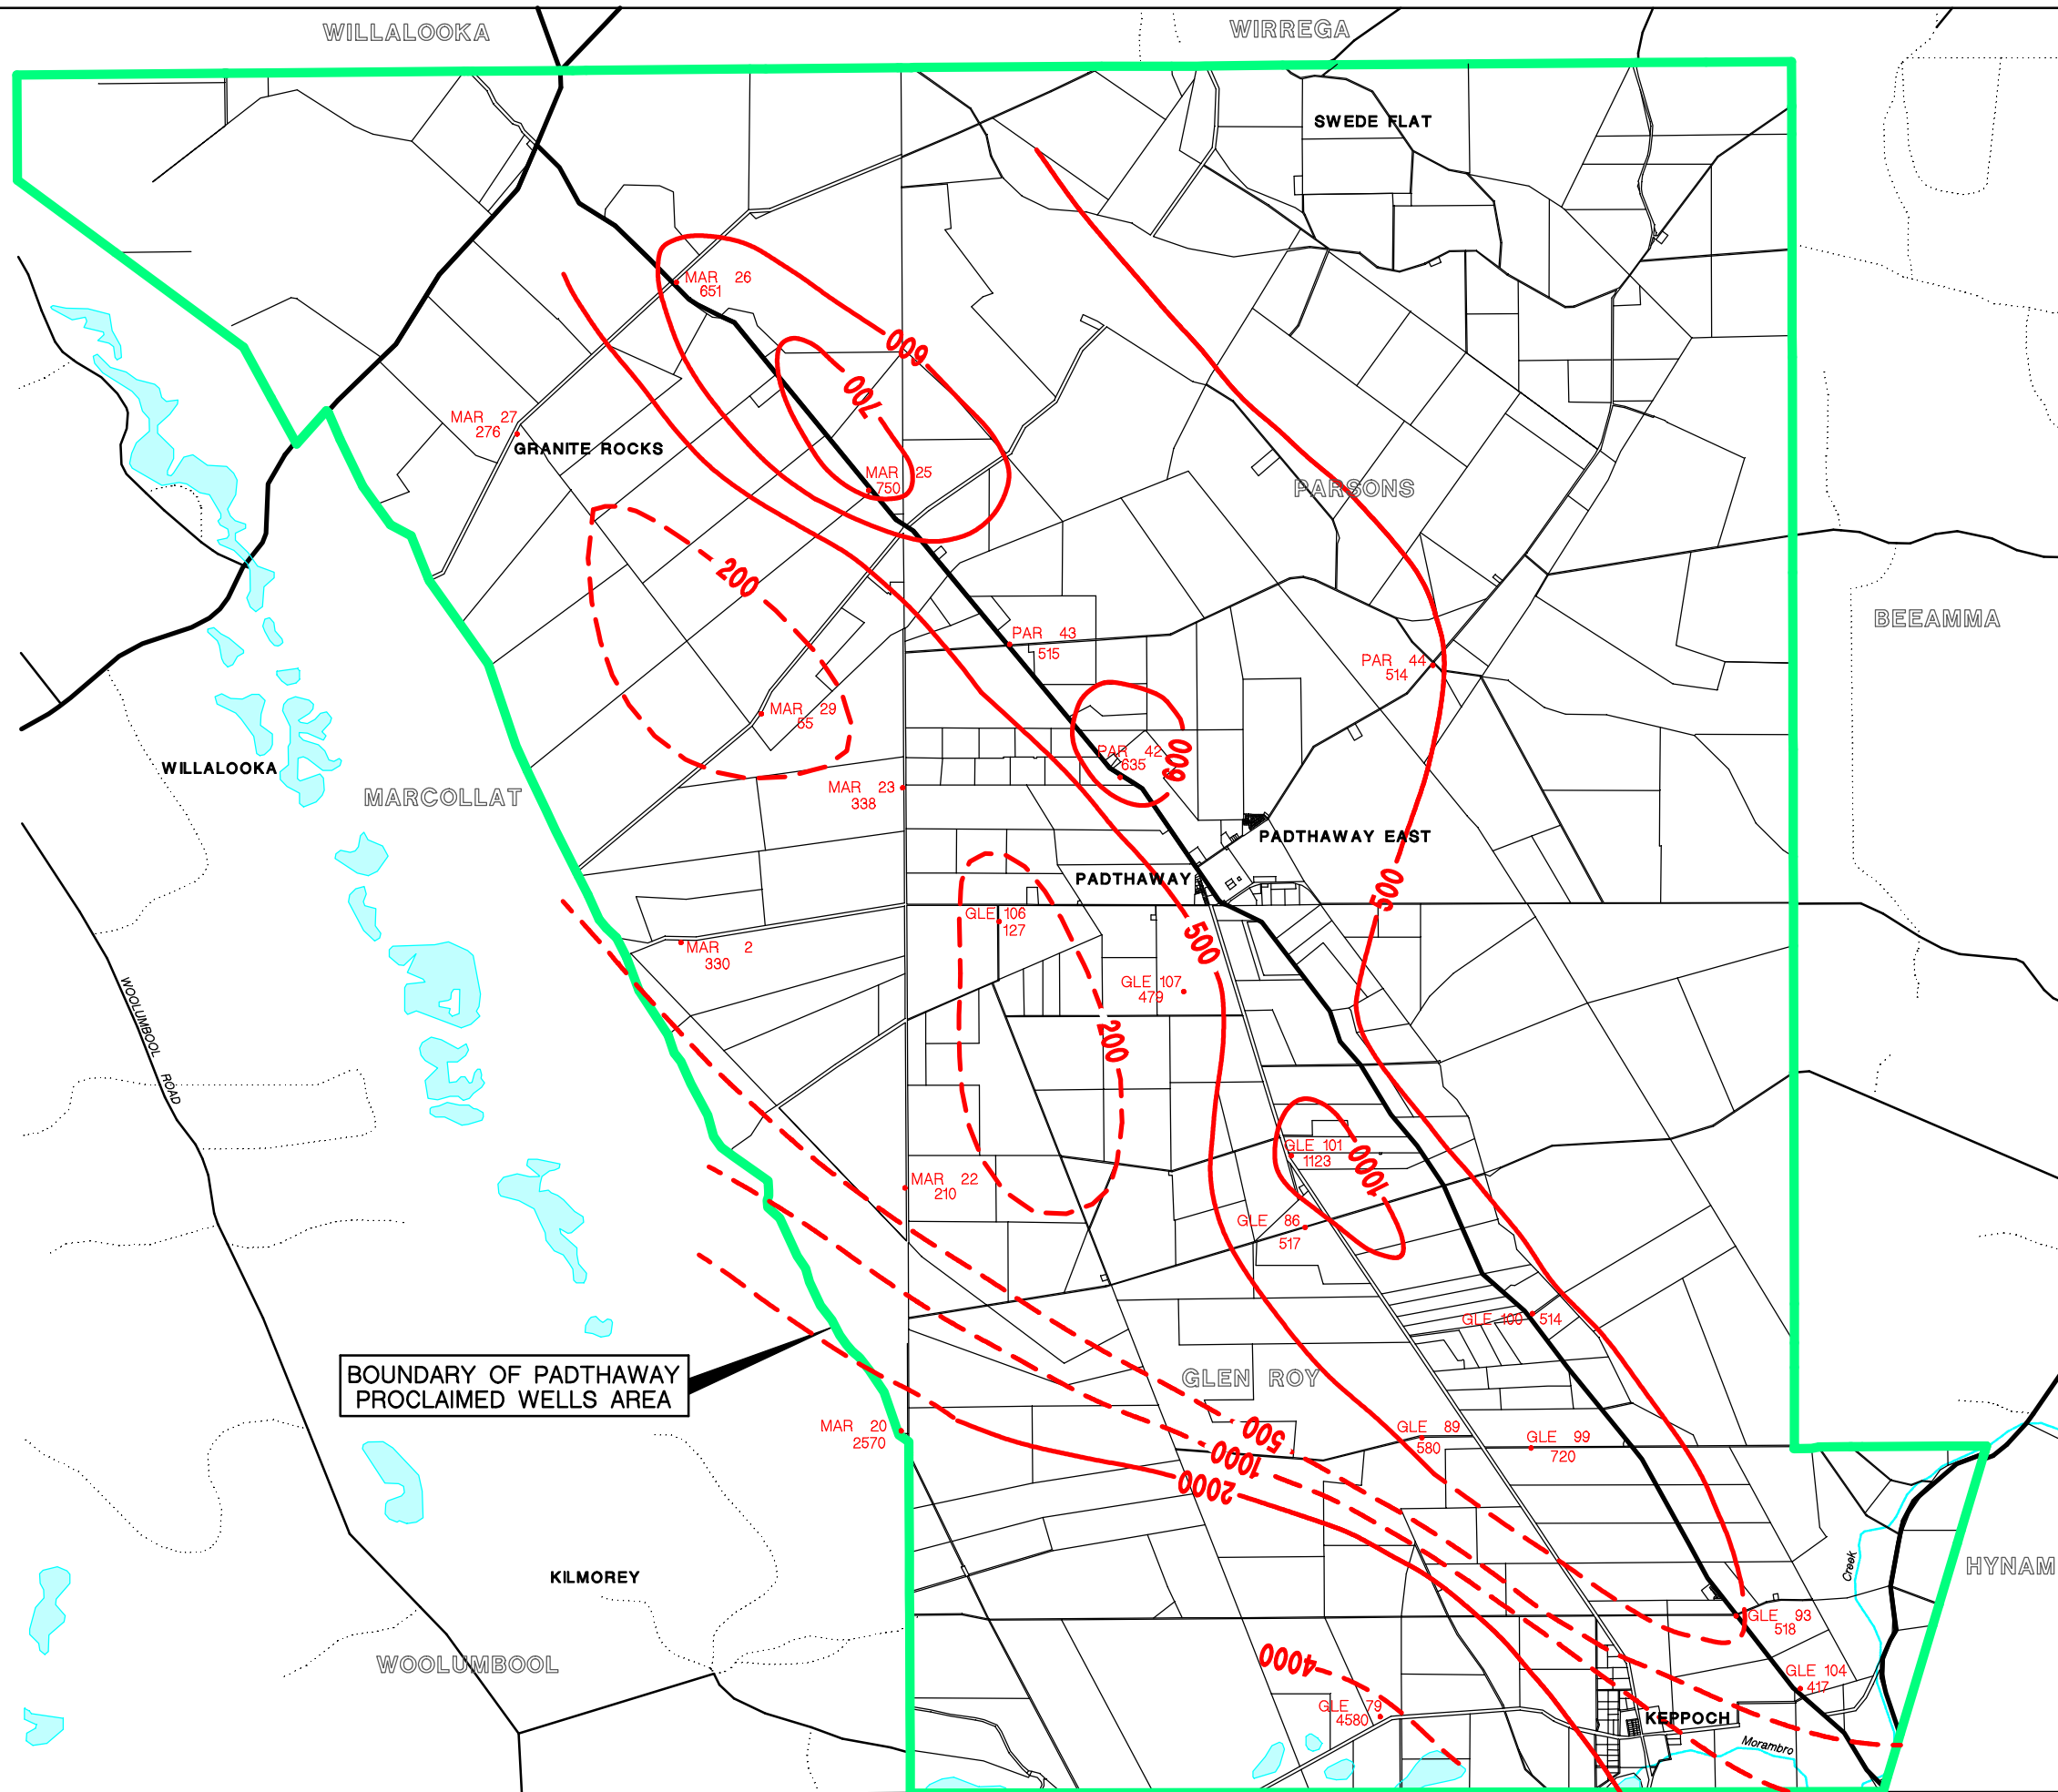 WILLALOOKA
WIRREGA
SWEDE FLAT
MAR 26
651
600
700
MAR 27
276
GRANITE ROCKS
MAR 25
750
PARSONS
200
BEEAMMA
PAR 43
515
PAR 44
514
MAR 29
55
PAR 42
635
600
WILLALOOKA
MARCOLLAT
MAR 23
338
PADTHAWAY EAST
PADTHAWAY
500
GLE 106
127
500
MAR 2
330
GLE 107
479
WOOLUMBOOL ROAD
200
GLE 101
1123
1000
MAR 22
210
GLE 86
517
GLE 100
514
BOUNDARY OF PADTHAWAY
PROCLAIMED WELLS AREA
GLEN ROY
MAR 20
2570
500
1000
2000
GLE 89
580
GLE 99
720
KILMOREY
Creek
HYNAM
GLE 93
518
WOOLUMBOOL
4000
GLE 104
417
GLE 79
4580
KEPPOCH
Morambro